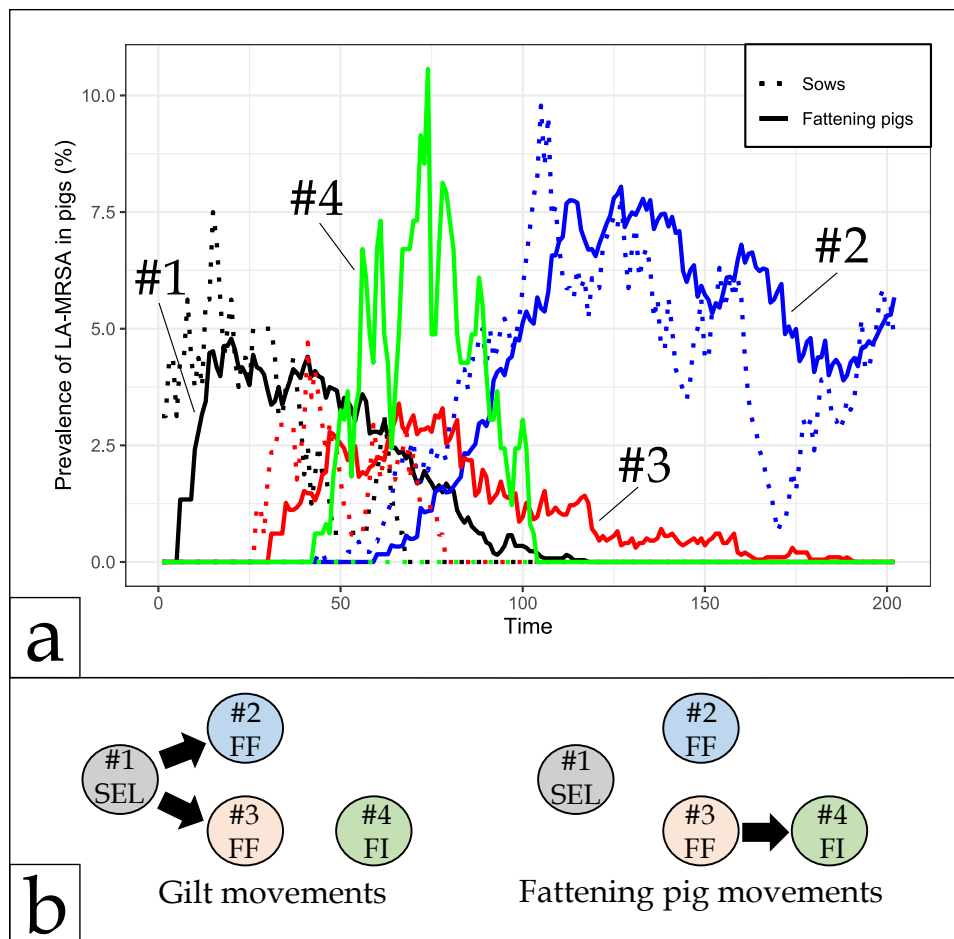 Prevalence of LA-MRSA in pigs (%)
10.0
7.5
5.0
2.5
0.0
Sows
Fattening pigs
#1
#4
#2
#3
0
50
100
150
200
Time
a
#1
SEL
#2
FF
#3
FF
#4
FI
Gilt movements
#1
SEL
#2
FF
#3
FF
#4
FI
Fattening pig movements
b